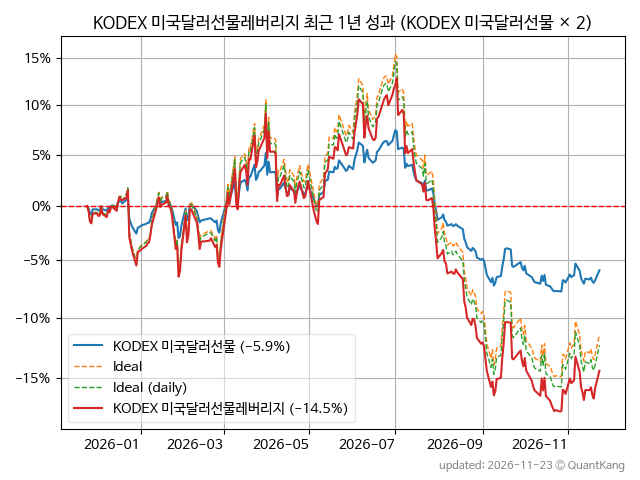 KODEX 미국달러선물레버리지 최근 1년 성과 (KODEX 미국달러선물 × 2)
15%
10%
5%
0%
−5%
−10%
−15%
KODEX 미국달러선물 (−5.9%)
Ideal
Ideal (daily)
KODEX 미국달러선물레버리지 (−14.5%)
2026-01
2026-03
2026-05
2026-07
2026-09
2026-11
updated: 2026-11-23 © QuantKang